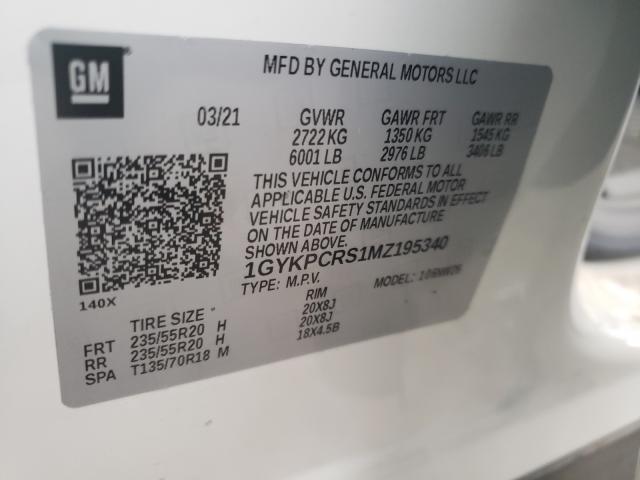 GM
MFD BY GENERAL MOTORS LLC
03/21 GVWR GAWR FRT GAWR RR
2722 KG 1350 KG 1545 KG
6001 LB 2976 LB 3406 LB
THIS VEHICLE CONFORMS TO ALL
APPLICABLE U.S. FEDERAL MOTOR
VEHICLE SAFETY STANDARDS IN EFFECT
ON THE DATE OF MANUFACTURE
SHOWN ABOVE.
1GYKPCRS1MZ195340
TYPE: M.P.V. MODEL:
140X
TIRE SIZE RIM
FRT 235/55R20 H 20X8J
RR 235/55R20 H 20X8J
SPA T135/70R18 M 18X4.5B